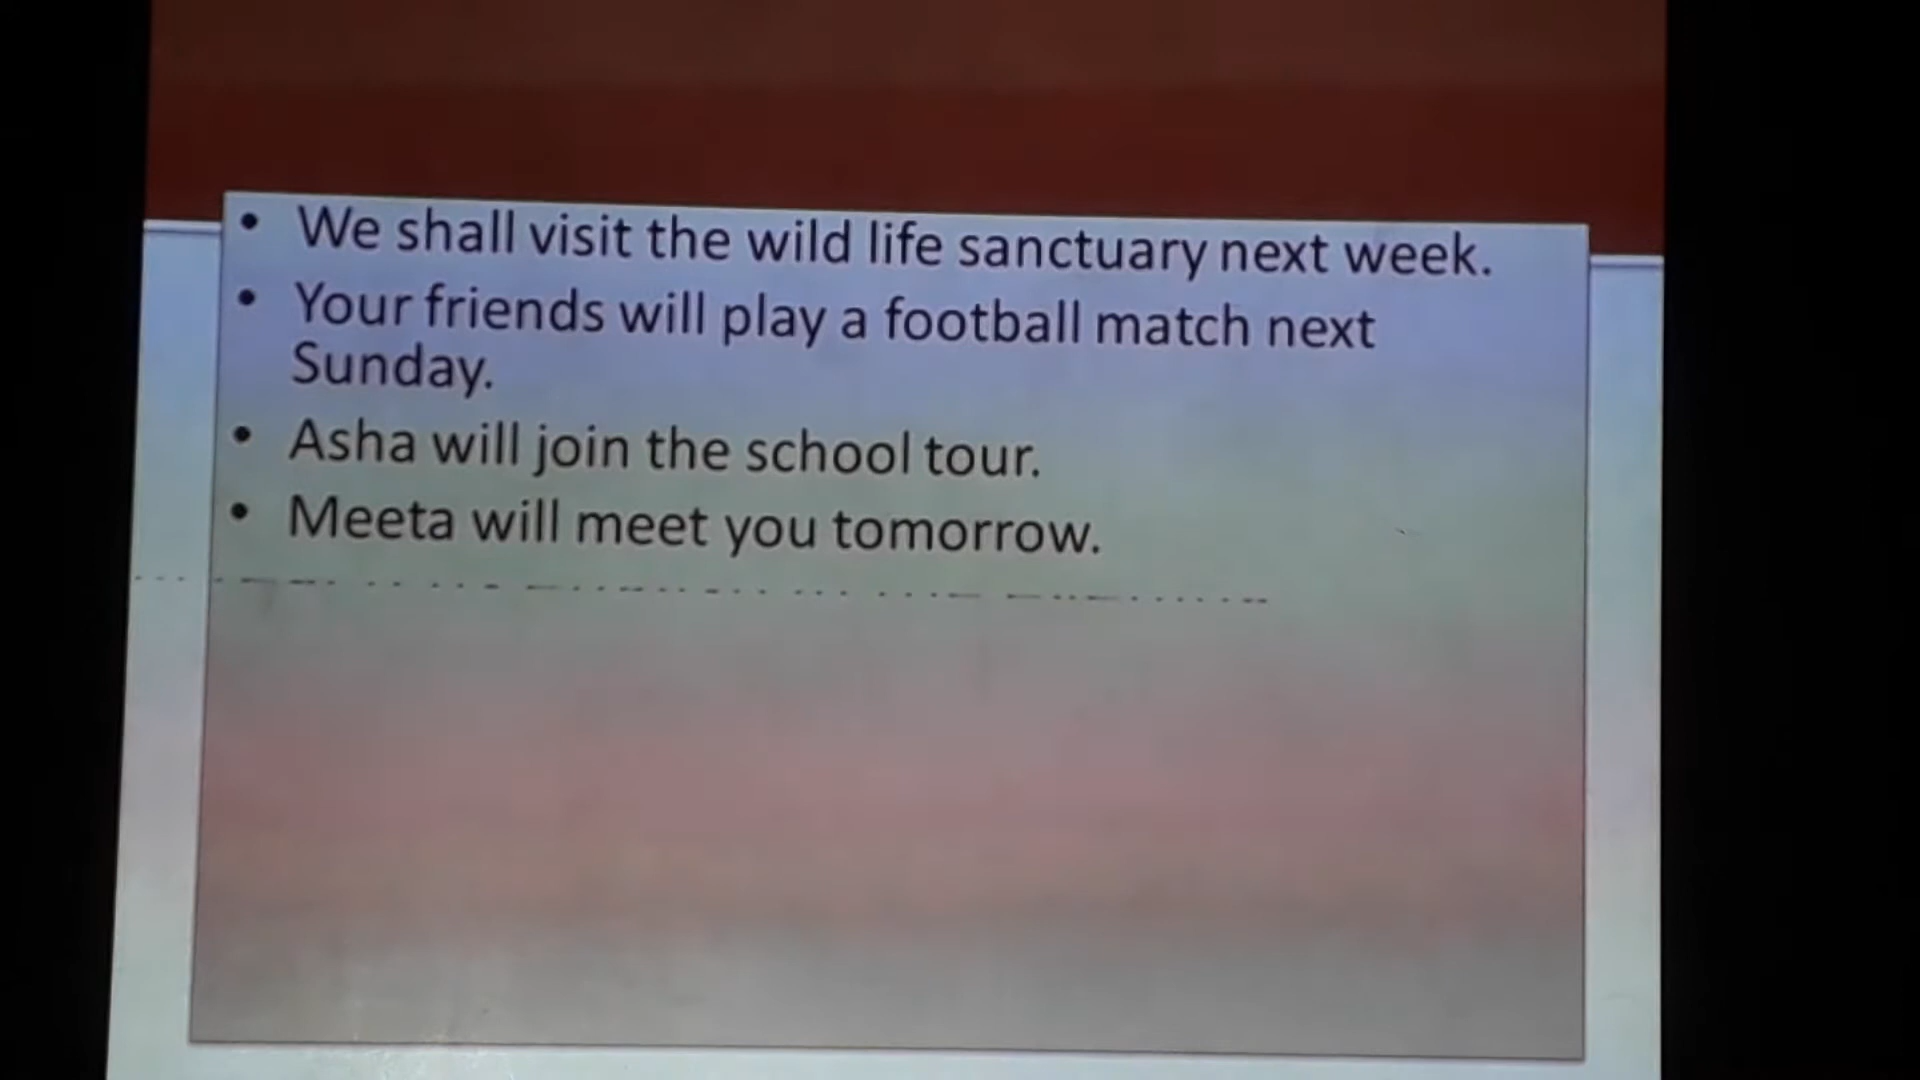 • We shall visit the wild life sanctuary next week.
• Your friends will play a football match next
Sunday.
• Asha will join the school tour.
• Meeta will meet you tomorrow.